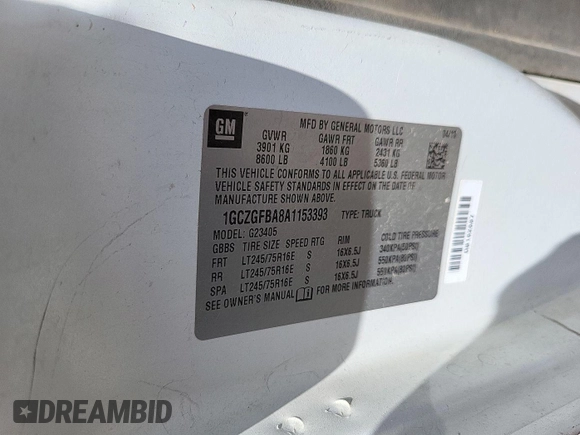 GM
MFD BY GENERAL MOTORS LLC 04/10
GVWR GAWR FRT GAWR RR
3901 KG 1860 KG 2431 KG
8600 LB 4100 LB 5360 LB
THIS VEHICLE CONFORMS TO ALL APPLICABLE U.S. FEDERAL MOTOR
VEHICLE SAFETY STANDARDS IN EFFECT ON THE DATE OF
MANUFACTURE SHOWN ABOVE.
1GCZGFBA8A1153393 TYPE: TRUCK
MODEL: G23405
GBBS TIRE SIZE SPEED RTG RIM COLD TIRE PRESSURE
FRT LT245/75R16E S 16X6.5J 340KPA(50PSI)
RR LT245/75R16E S 16X6.5J 550KPA(80PSI)
SPA LT245/75R16E S 16X6.5J 550KPA(80PSI)
SEE OWNER'S MANUAL FOR MORE INFORMATION
DREAMBID